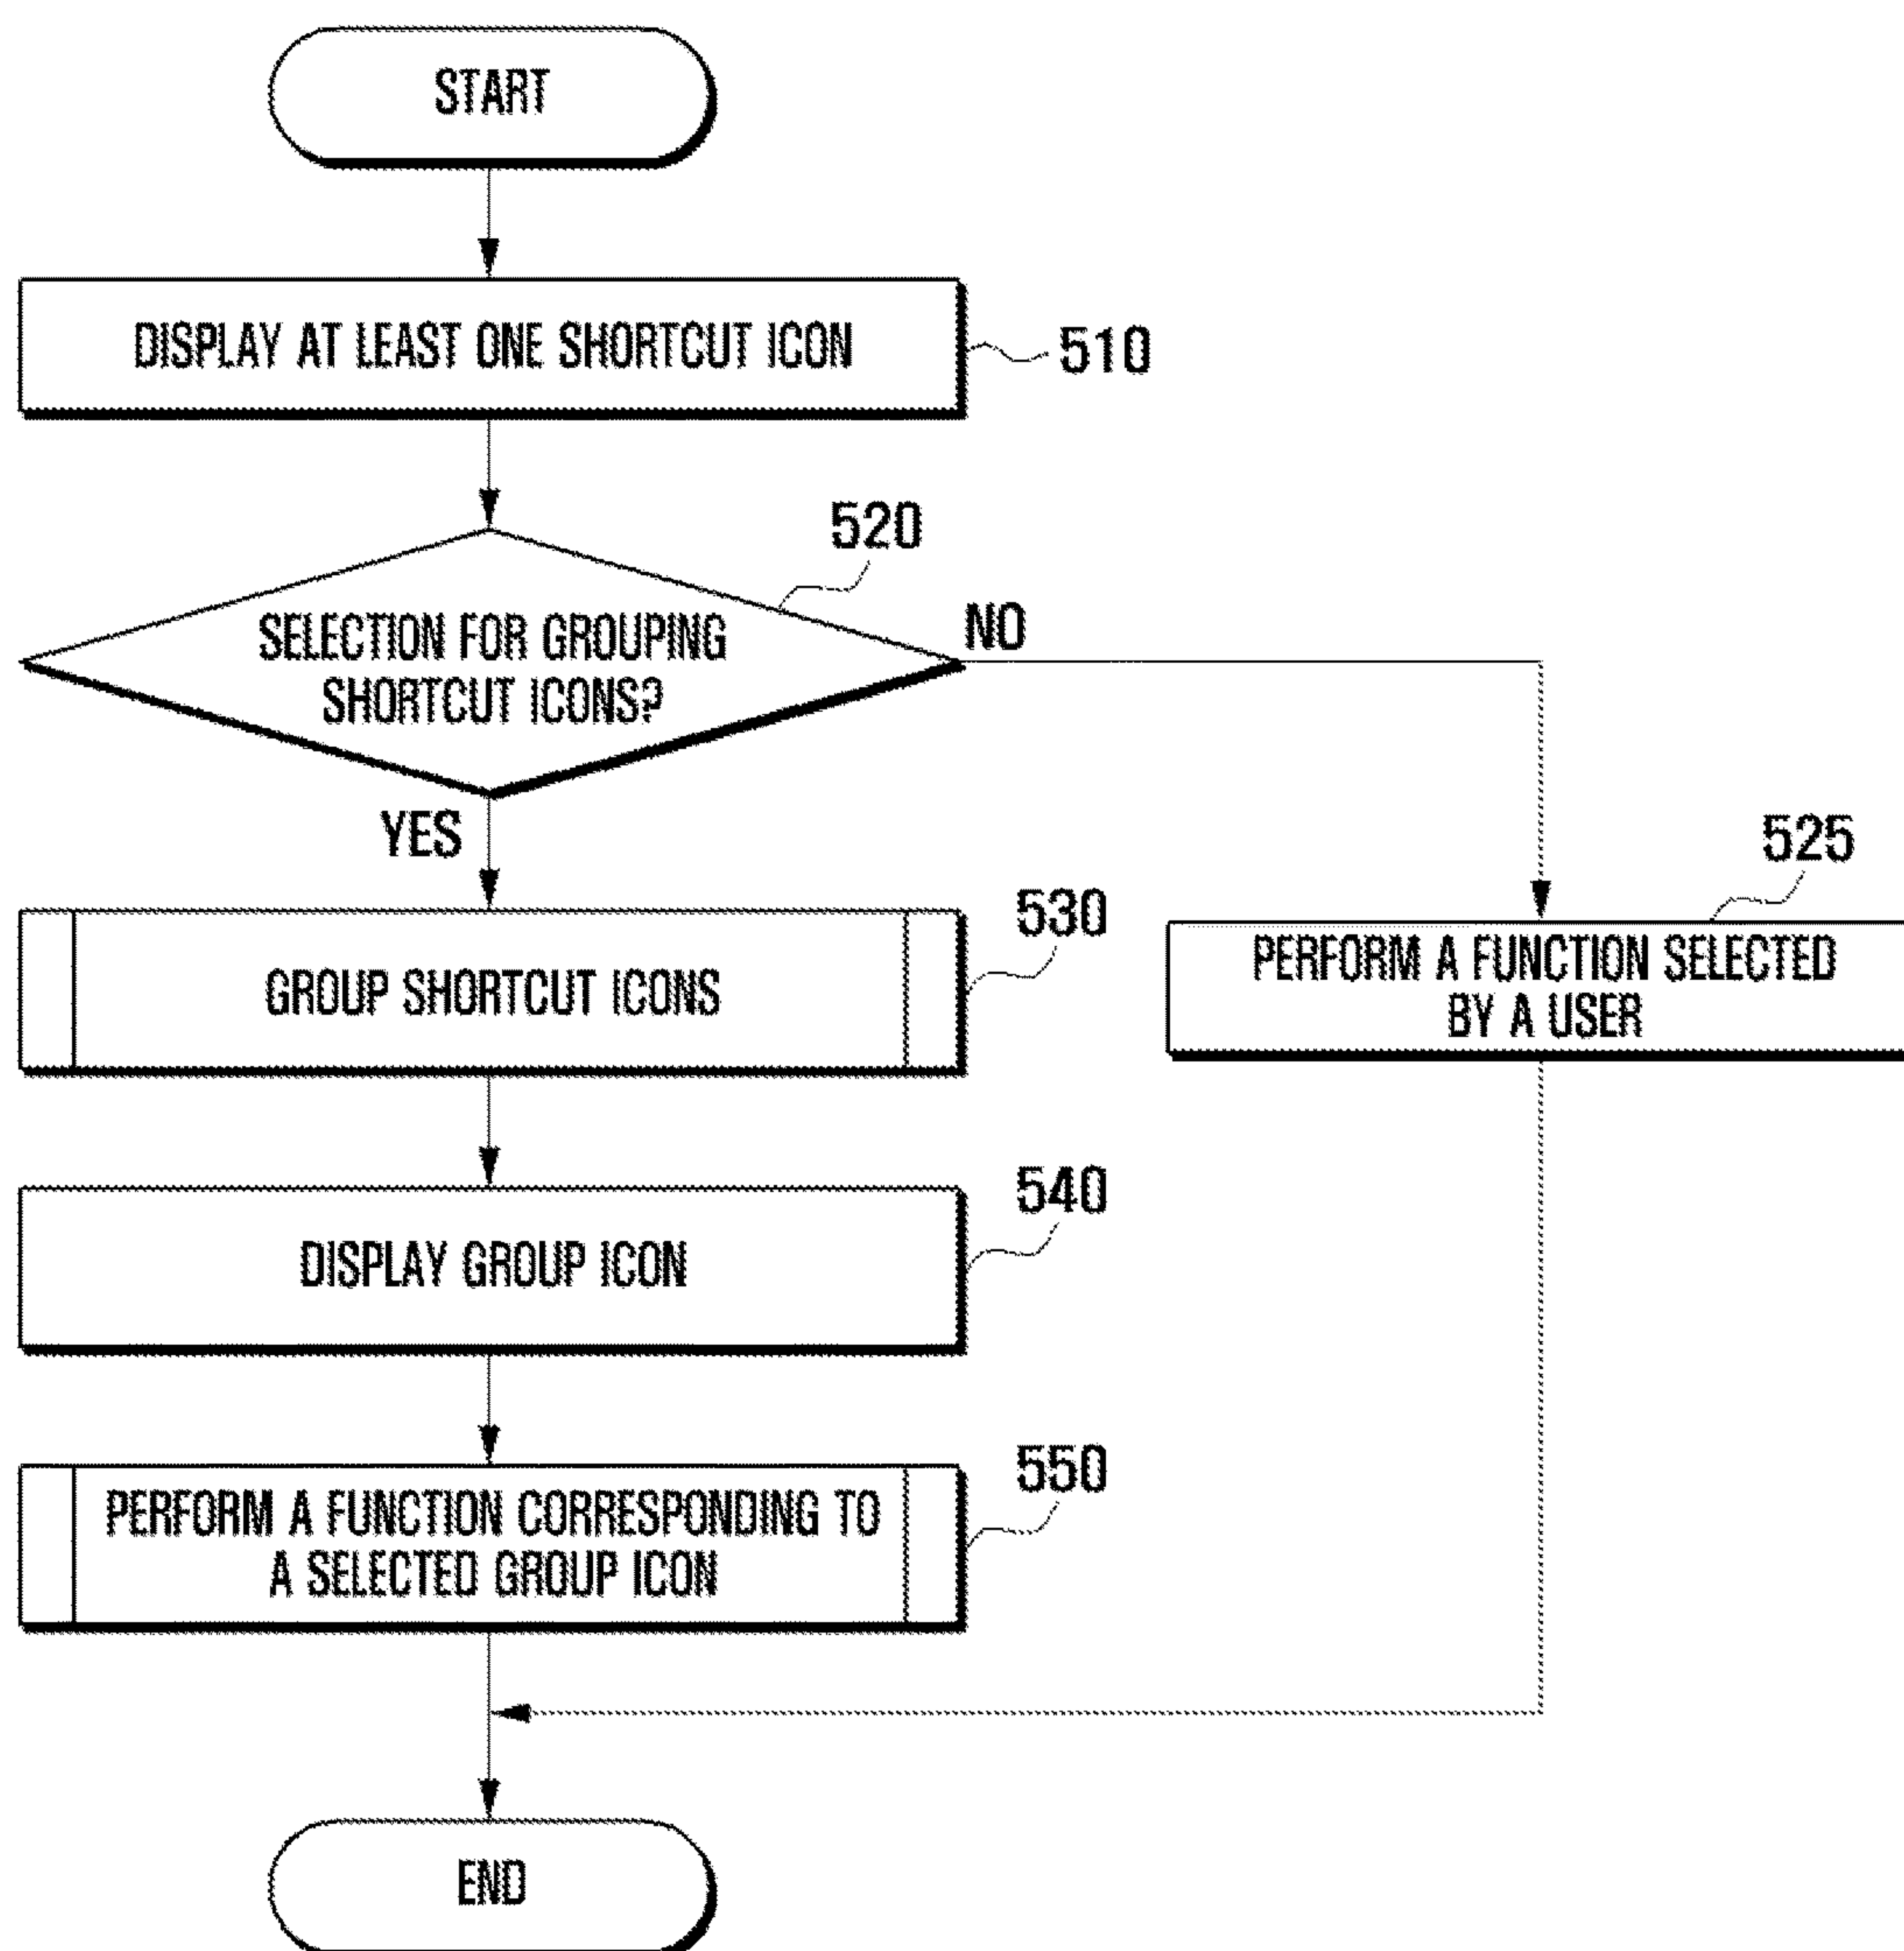 START
DISPLAY AT LEAST ONE SHORTCUT ICON
510
520
SELECTION FOR GROUPING
SHORTCUT ICONS?
NO
YES
525
530
GROUP SHORTCUT ICONS
PERFORM A FUNCTION SELECTED
BY A USER
540
DISPLAY GROUP ICON
550
PERFORM A FUNCTION CORRESPONDING TO
A SELECTED GROUP ICON
END